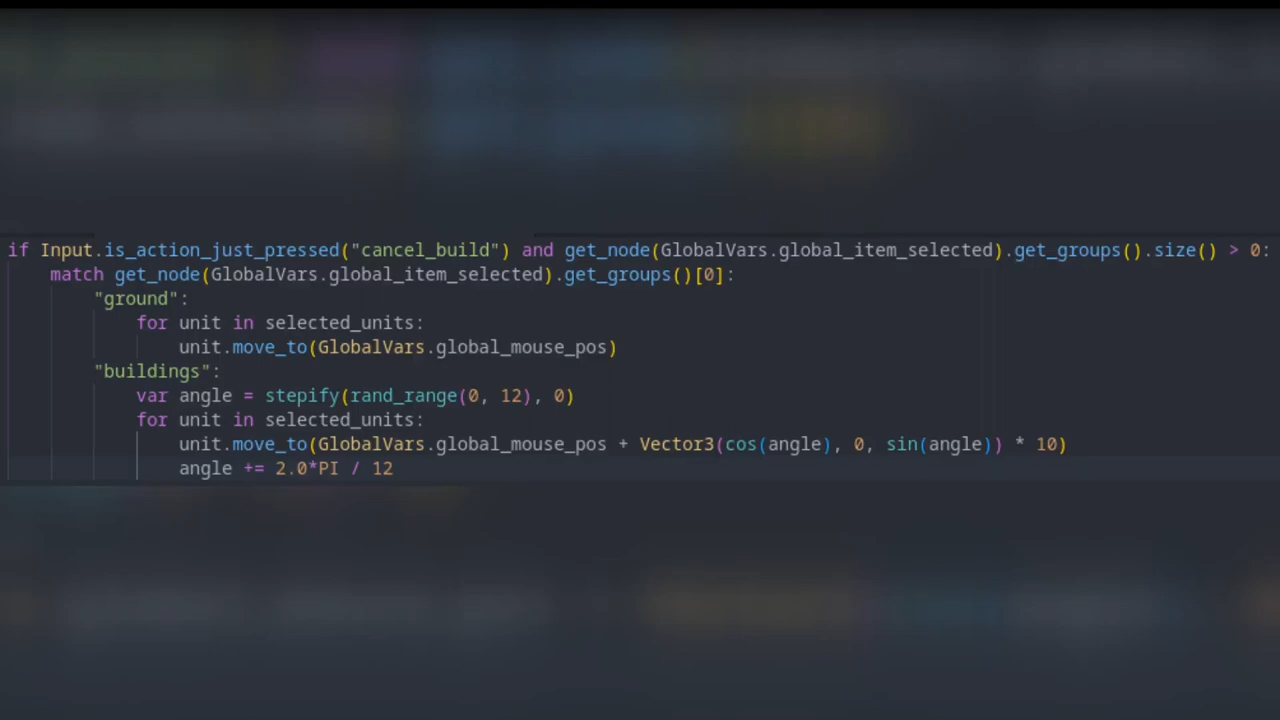 if Input.is_action_just_pressed("cancel_build") and get_node(GlobalVars.global_item_selected).get_groups().size() > 0:
match get_node(GlobalVars.global_item_selected).get_groups()[0]:
"ground":
for unit in selected_units:
unit.move_to(GlobalVars.global_mouse_pos)
"buildings":
var angle = stepify(rand_range(0, 12), 0)
for unit in selected_units:
unit.move_to(GlobalVars.global_mouse_pos + Vector3(cos(angle), 0, sin(angle)) * 10)
angle += 2.0*PI / 12